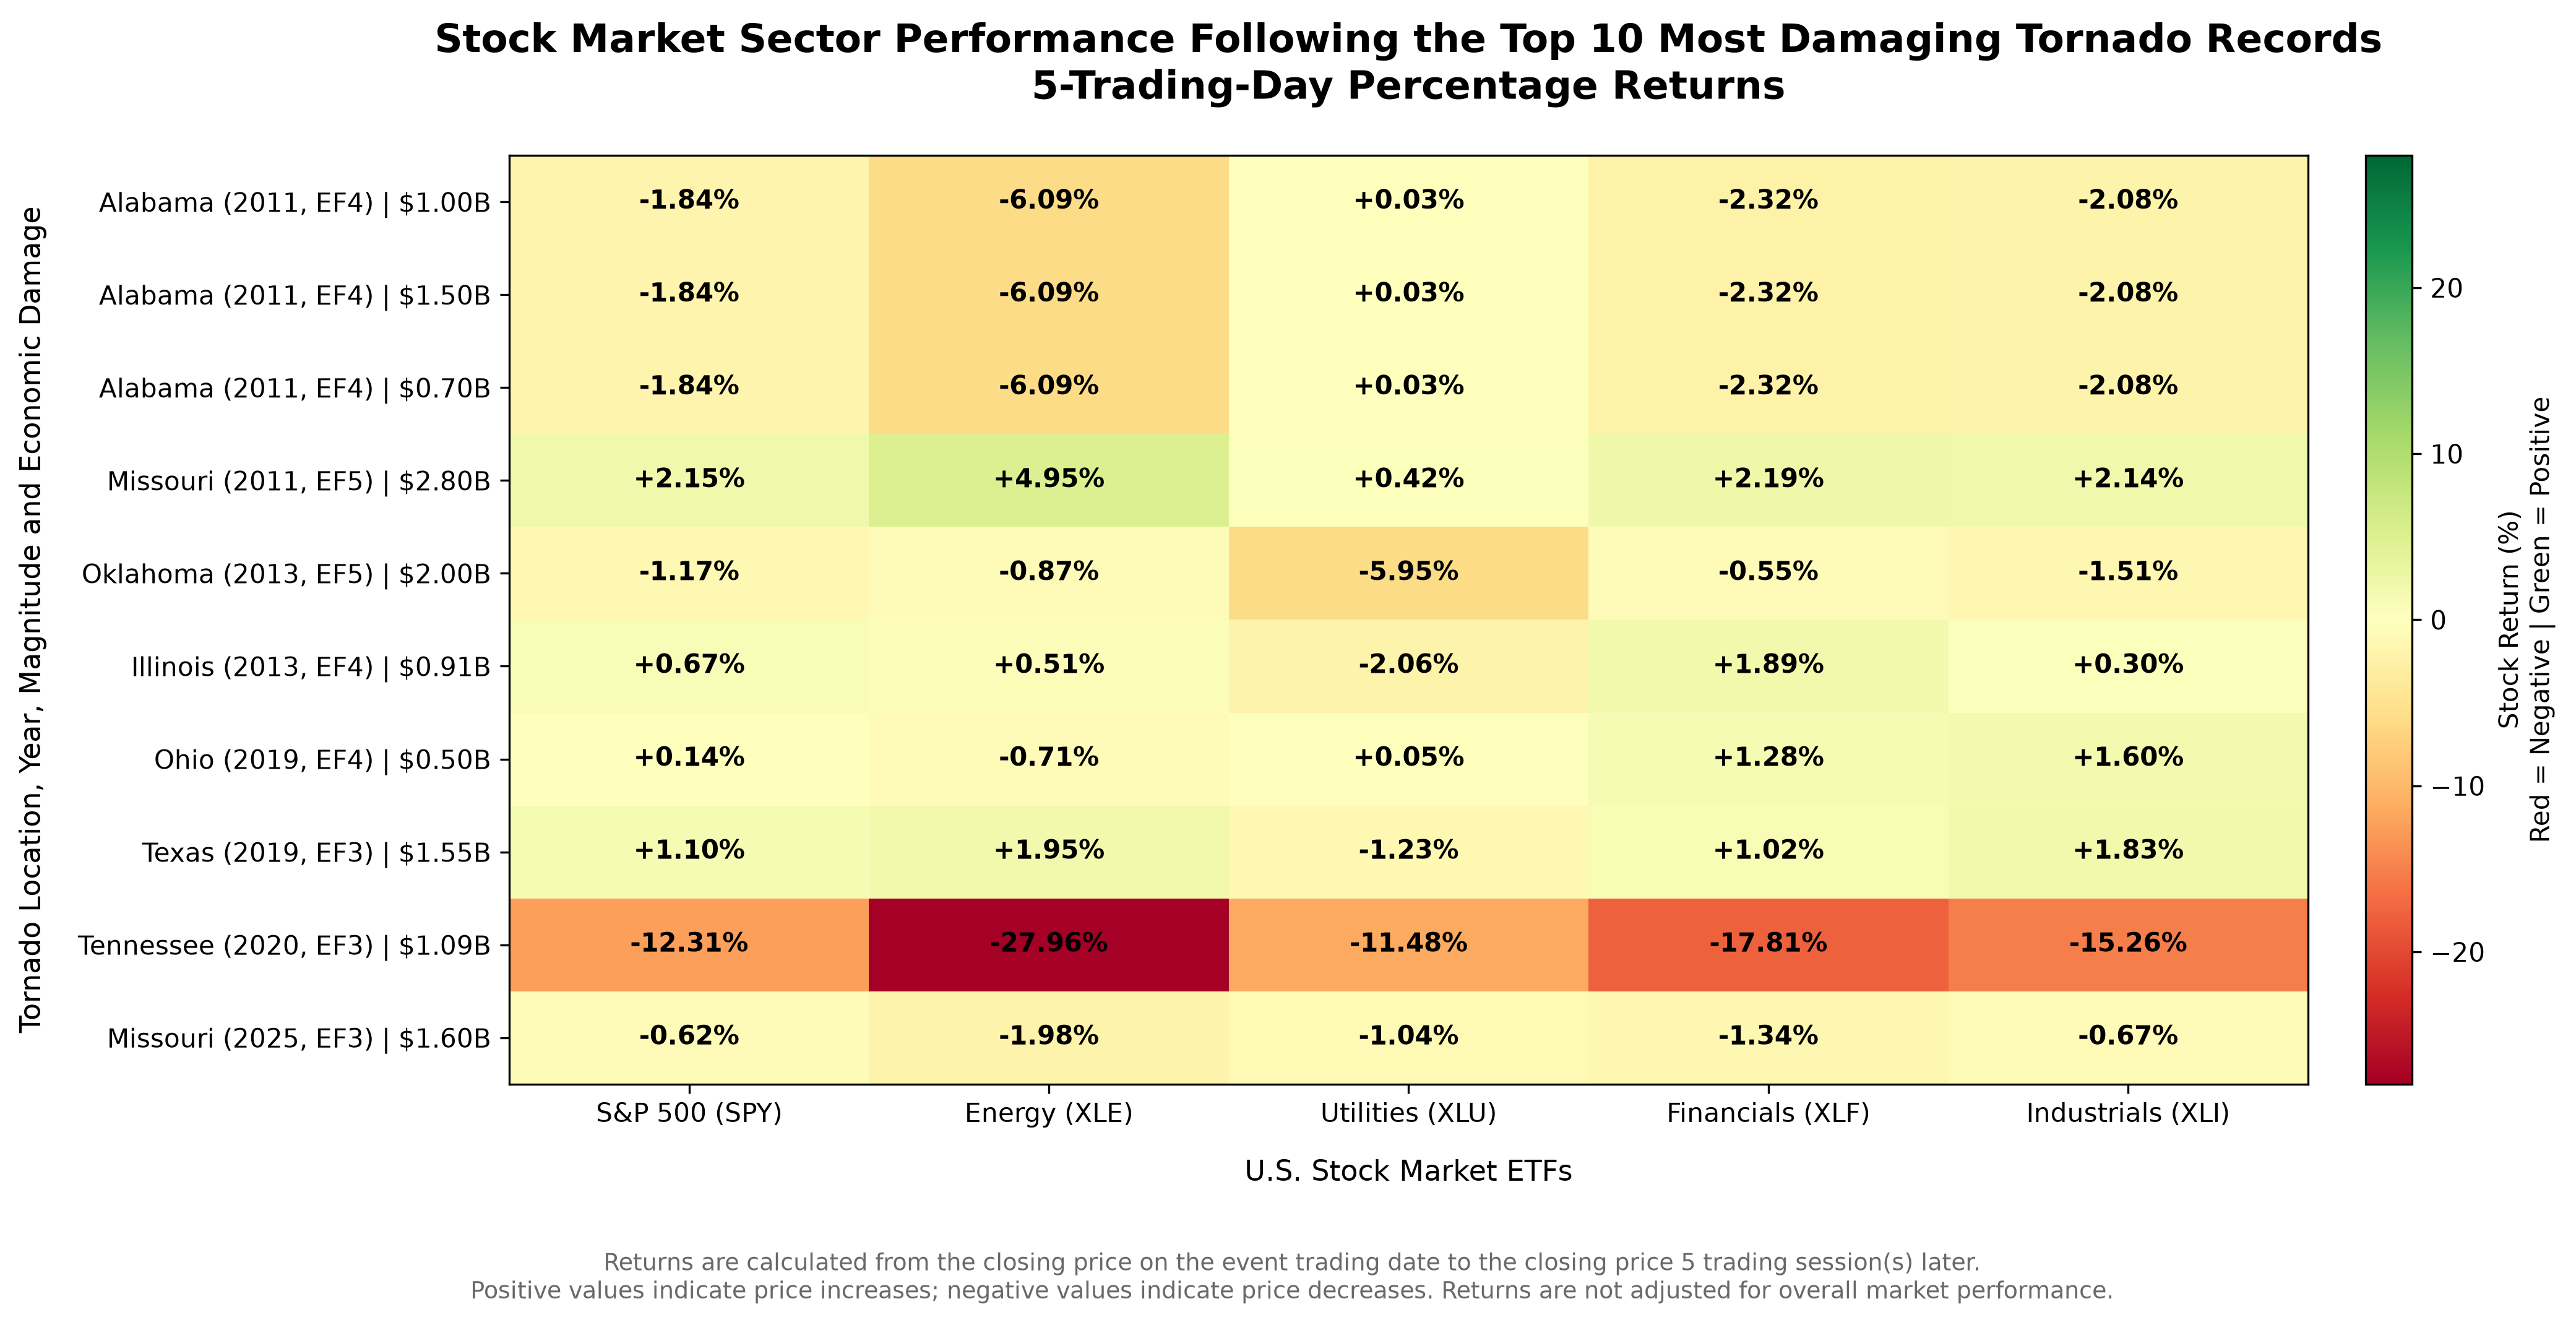 Stock Market Sector Performance Following the Top 10 Most Damaging Tornado Records
5-Trading-Day Percentage Returns
Tornado Location, Year, Magnitude and Economic Damage
Alabama (2011, EF4) | $1.00B -1.84% -6.09% +0.03% -2.32% -2.08%
Alabama (2011, EF4) | $1.50B -1.84% -6.09% +0.03% -2.32% -2.08%
Alabama (2011, EF4) | $0.70B -1.84% -6.09% +0.03% -2.32% -2.08%
Missouri (2011, EF5) | $2.80B +2.15% +4.95% +0.42% +2.19% +2.14%
Oklahoma (2013, EF5) | $2.00B -1.17% -0.87% -5.95% -0.55% -1.51%
Illinois (2013, EF4) | $0.91B +0.67% +0.51% -2.06% +1.89% +0.30%
Ohio (2019, EF4) | $0.50B +0.14% -0.71% +0.05% +1.28% +1.60%
Texas (2019, EF3) | $1.55B +1.10% +1.95% -1.23% +1.02% +1.83%
Tennessee (2020, EF3) | $1.09B -12.31% -27.96% -11.48% -17.81% -15.26%
Missouri (2025, EF3) | $1.60B -0.62% -1.98% -1.04% -1.34% -0.67%
S&P 500 (SPY) Energy (XLE) Utilities (XLU) Financials (XLF) Industrials (XLI)
U.S. Stock Market ETFs
20
10
0
−10
−20
Stock Return (%)
Red = Negative | Green = Positive
Returns are calculated from the closing price on the event trading date to the closing price 5 trading session(s) later.
Positive values indicate price increases; negative values indicate price decreases. Returns are not adjusted for overall market performance.